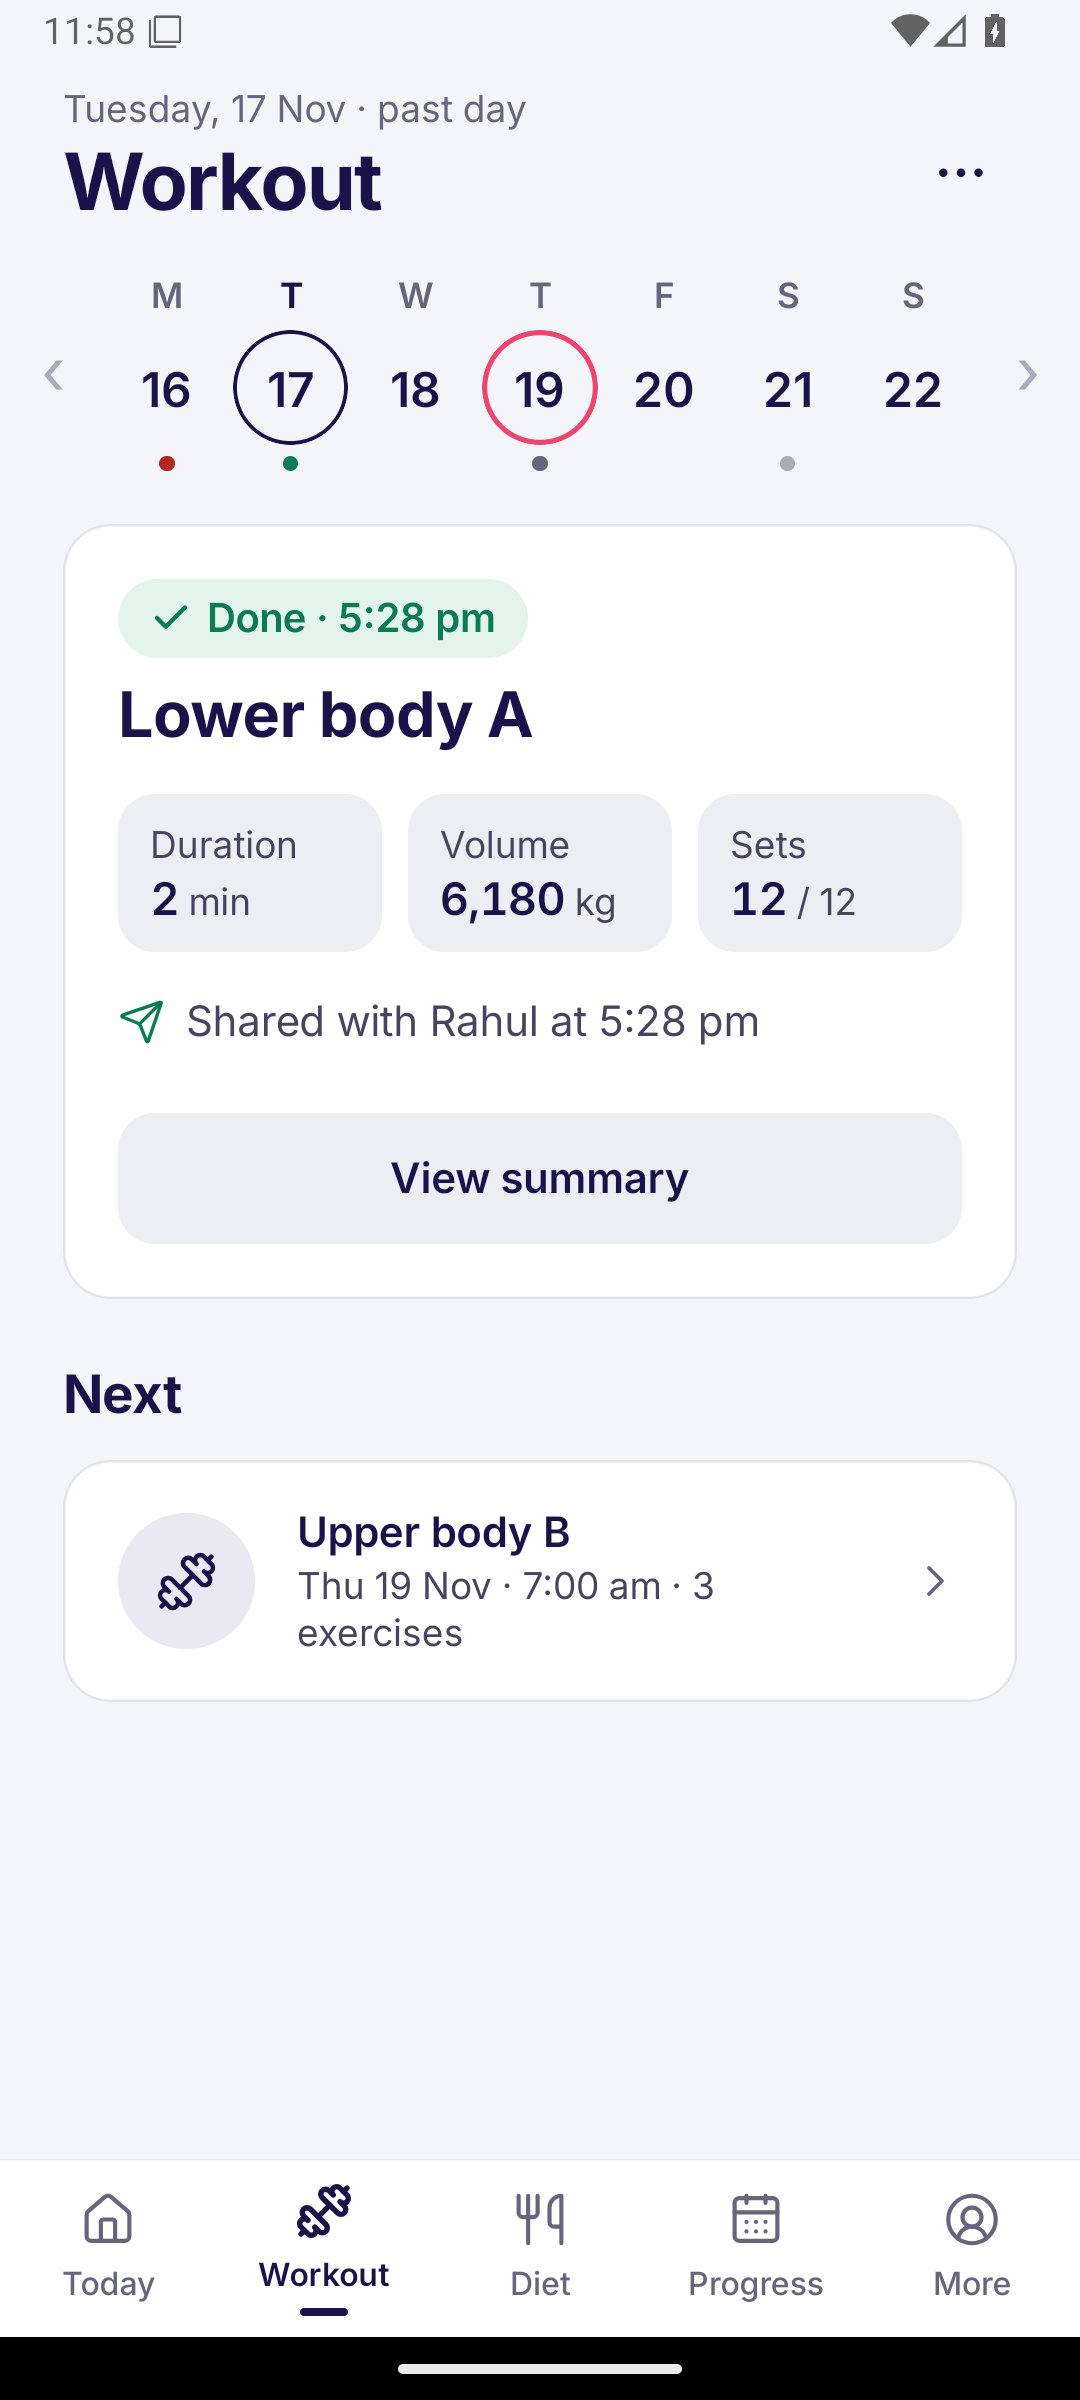 11:58
Tuesday, 17 Nov · past day
Workout
M T W T F S S
16 17 18 19 20 21 22
Done · 5:28 pm
Lower body A
Duration Volume Sets
2 min 6,180 kg 12 / 12
Shared with Rahul at 5:28 pm
View summary
Next
Upper body B
Thu 19 Nov · 7:00 am · 3
exercises
Today Workout Diet Progress More